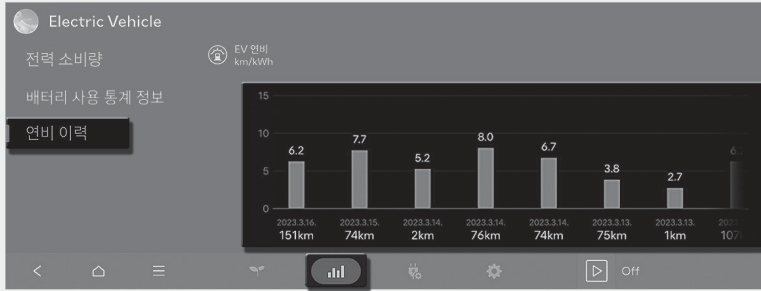 Electric Vehicle
전력 소비량
배터리 사용 통계 정보
연비 이력
EV 연비
km/kWh
15
10
5
0
6.2
7.7
5.2
8.0
6.7
3.8
2.7
2023.3.16. 2023.3.15. 2023.3.14. 2023.3.14. 2023.3.14. 2023.3.13. 2023.3.13.
151km 74km 2km 76km 74km 75km 1km
Off